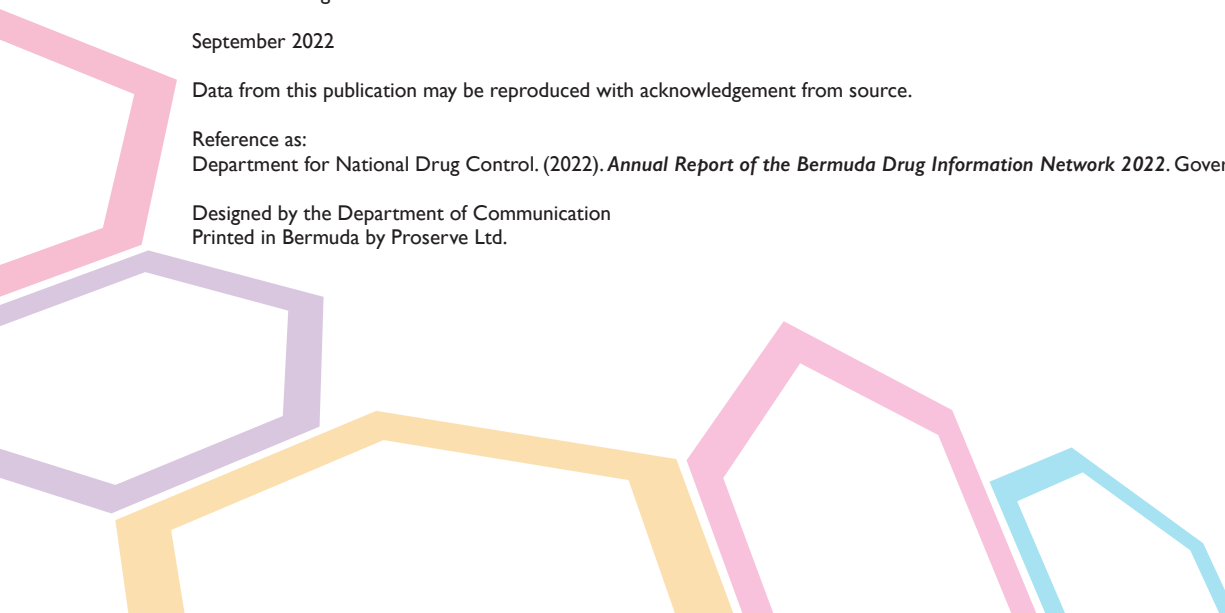 September 2022
Data from this publication may be reproduced with acknowledgement from source.
Reference as:
Department for National Drug Control. (2022). Annual Report of the Bermuda Drug Information Network 2022.
Designed by the Department of Communication
Printed in Bermuda by Proserve Ltd.